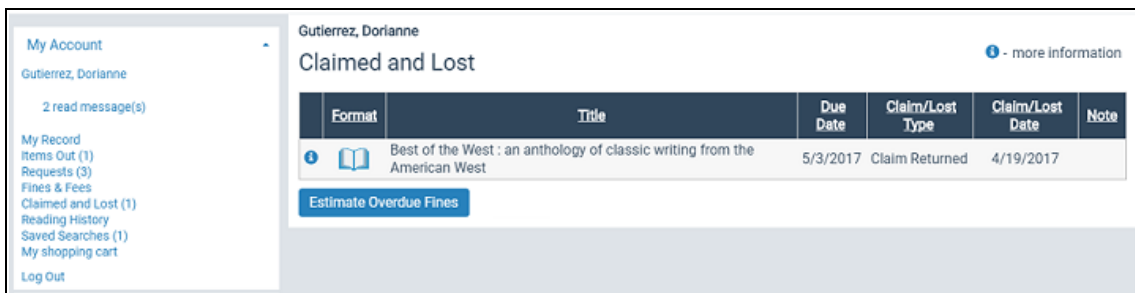 My Account
Gutierrez, Dorianne
2 read message(s)
My Record
Items Out (1)
Requests (3)
Fines & Fees
Claimed and Lost (1)
Reading History
Saved Searches (1)
My shopping cart
Log Out
Gutierrez, Dorianne
Claimed and Lost
- more information
Format Title Due Date Claim/Lost Type Claim/Lost Date Note
Best of the West : an anthology of classic writing from the
American West
5/3/2017 Claim Returned 4/19/2017
Estimate Overdue Fines